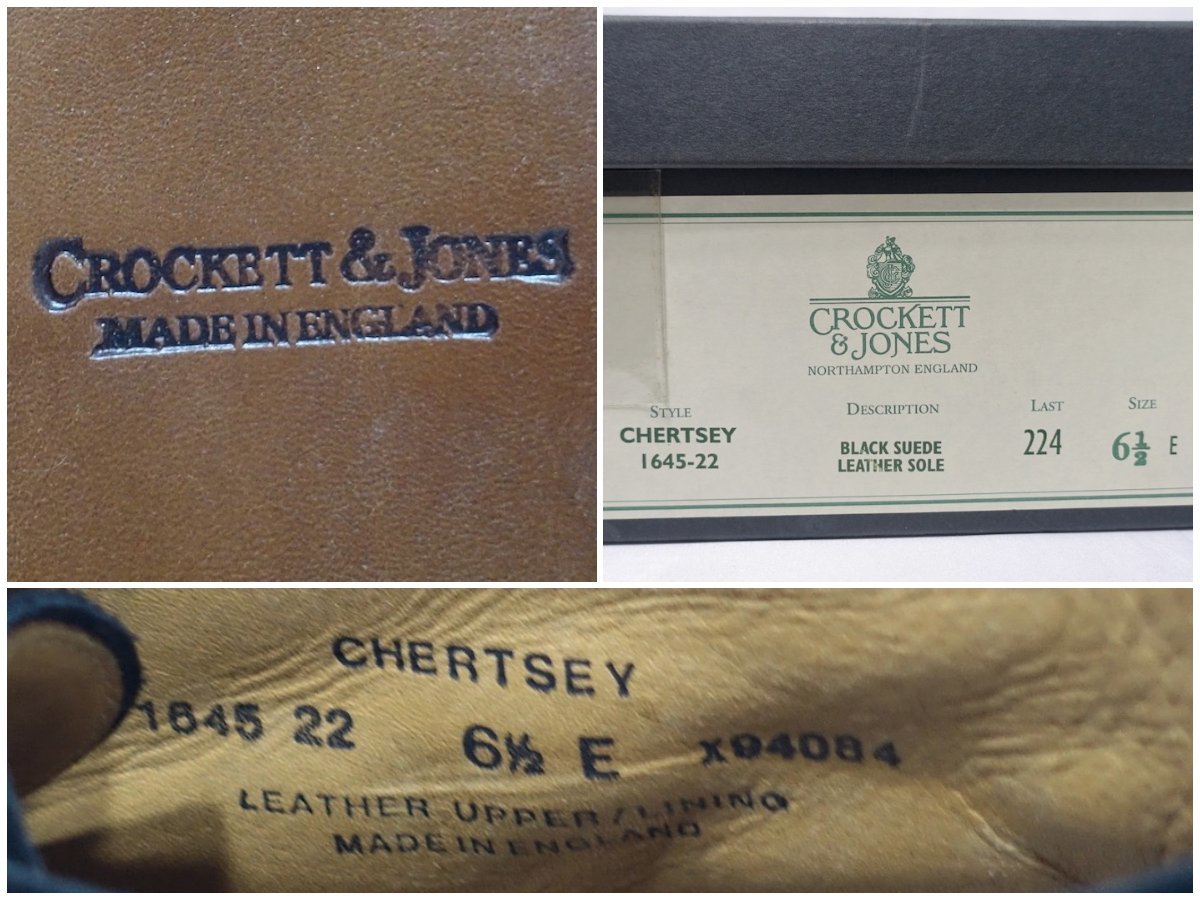 CROCKETT & JONES
MADE IN ENGLAND
CROCKETT
& JONES
NORTHAMPTON ENGLAND
STYLE DESCRIPTION LAST SIZE
CHERTSEY BLACK SUEDE 224 6½ E
1645-22 LEATHER SOLE
CHERTSEY
1645 22 6½ E X94084
LEATHER UPPER / LINING
MADE IN ENGLAND